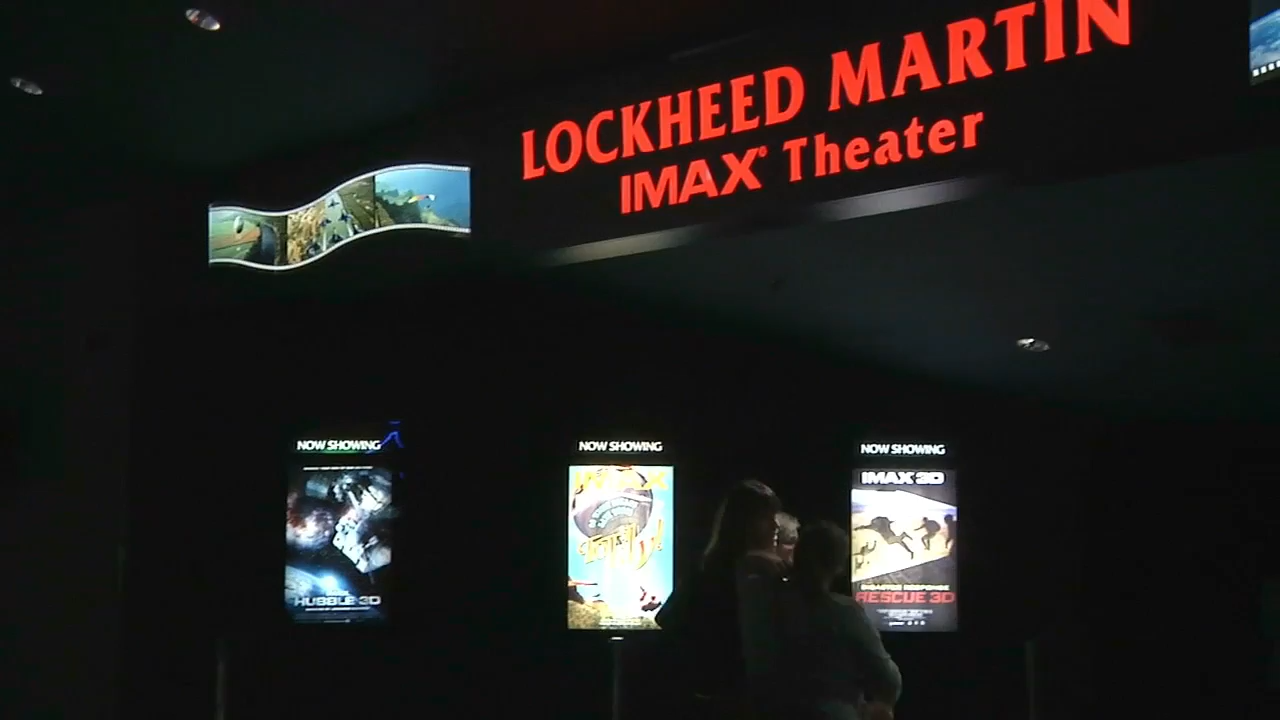 LOCKHEED MARTIN
IMAX® Theater
NOW SHOWING
HUBBLE 3D
NOW SHOWING
IMAX
NOW SHOWING
IMAX 3D
RESCUE 3D